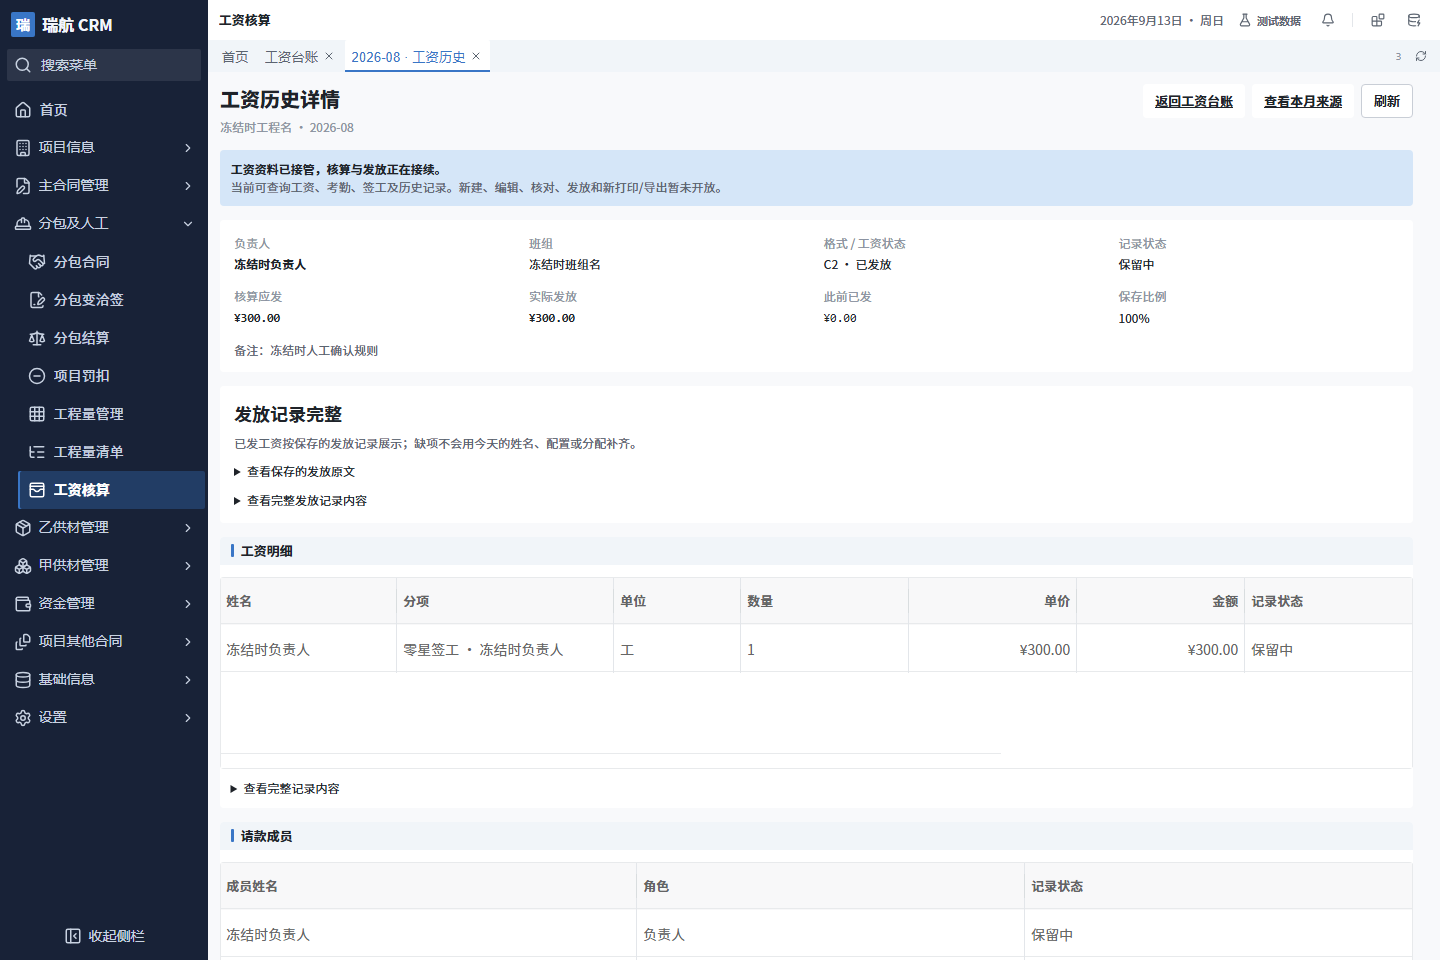 瑞 瑞航 CRM
搜索菜单
首页
项目信息
主合同管理
分包及人工
分包合同
分包变洽签
分包结算
项目罚扣
工程量管理
工程量清单
工资核算
乙供材管理
甲供材管理
资金管理
项目其他合同
基础信息
设置
收起侧栏
工资核算
2026年9月13日 • 周日 测试数据
首页 工资台账 × 2026-08 · 工资历史 × 3
工资历史详情
冻结时工程名 • 2026-08
返回工资台账 查看本月来源 刷新
工资资料已接管，核算与发放正在接续。
当前可查询工资、考勤、签工及历史记录。新建、编辑、核对、发放和新打印/导出暂未开放。
负责人 班组 格式 / 工资状态 记录状态
冻结时负责人 冻结时班组名 C2 • 已发放 保留中
核算应发 实际发放 此前已发 保存比例
¥300.00 ¥300.00 ¥0.00 100%
备注：冻结时人工确认规则
发放记录完整
已发工资按保存的发放记录展示；缺项不会用今天的姓名、配置或分配补齐。
▶ 查看保存的发放原文
▶ 查看完整发放记录内容
工资明细
姓名 分项 单位 数量 单价 金额 记录状态
冻结时负责人 零星签工 • 冻结时负责人 工 1 ¥300.00 ¥300.00 保留中
▶ 查看完整记录内容
请款成员
成员姓名 角色 记录状态
冻结时负责人 负责人 保留中